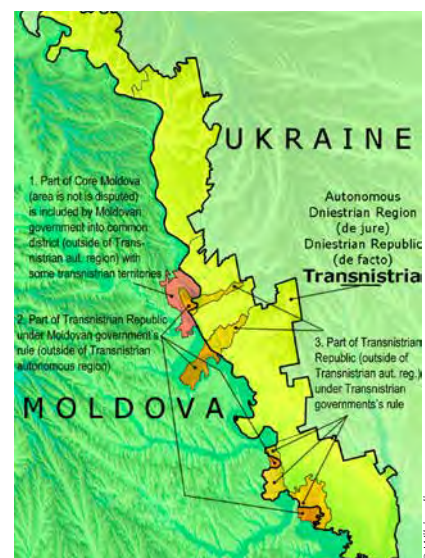 UKRAINE
1. Part of Core Moldova
(area is not is disputed)
is included by Moldovan
government into common
district (outside of Trans-
nistrian aut. region) with
some transnistrian territories
Autonomous
Dniestrian Region
(de jure)
Dniestrian Republic
(de facto)
Transnistria
2. Part of Transnistrian Republic
under Moldovan government's
rule (outside of Transnistrian
autonomous region)
3. Part of Transnistrian
Republic (outside of
Transnistrian aut. reg.)
under Transnistrian
governments's rule
MOLDOVA